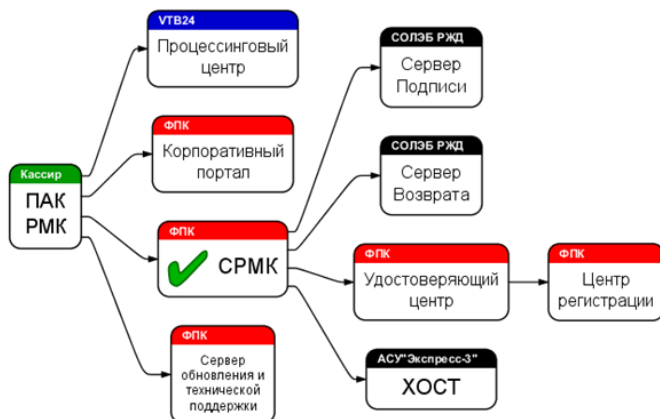 VTB24
Процессинговый
центр
СОЛЭБ РЖД
Сервер
Подписи
ФПК
Корпоративный
портал
СОЛЭБ РЖД
Сервер
Возврата
Кассир
ПАК
РМК
ФПК
СРМК
ФПК
Удостоверяющий
центр
ФПК
Центр
регистрации
ФПК
Сервер
обновления и
технической
поддержки
АСУ"Экспресс-3"
ХОСТ